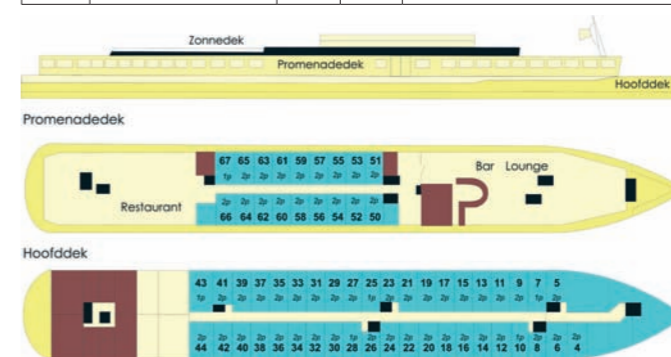 Zonnedek
Promenadedek
Hoofddek
Promenadedek
67 65 63 61 59 57 55 53 51
1p 2p 2p 2p 2p 2p 2p 2p 2p
Bar Lounge
Restaurant
2p 2p 2p 2p 2p 2p 2p 2p 2p
66 64 62 60 58 56 54 52 50
Hoofddek
43 41 39 37 35 33 31 29 27 25 23 21 19 17 15 13 11 9 7 5
1p 2p 2p 2p 2p 2p 2p 2p 2p 1p 2p 2p 2p 2p 2p 2p 2p 2p 1p 2p
2p 2p 2p 2p 2p 2p 2p 1p 2p 2p 2p 2p 2p 2p 2p 2p 1p 2p 2p 2p
44 42 40 38 36 34 32 30 28 26 24 22 20 18 16 14 12 10 8 6 4